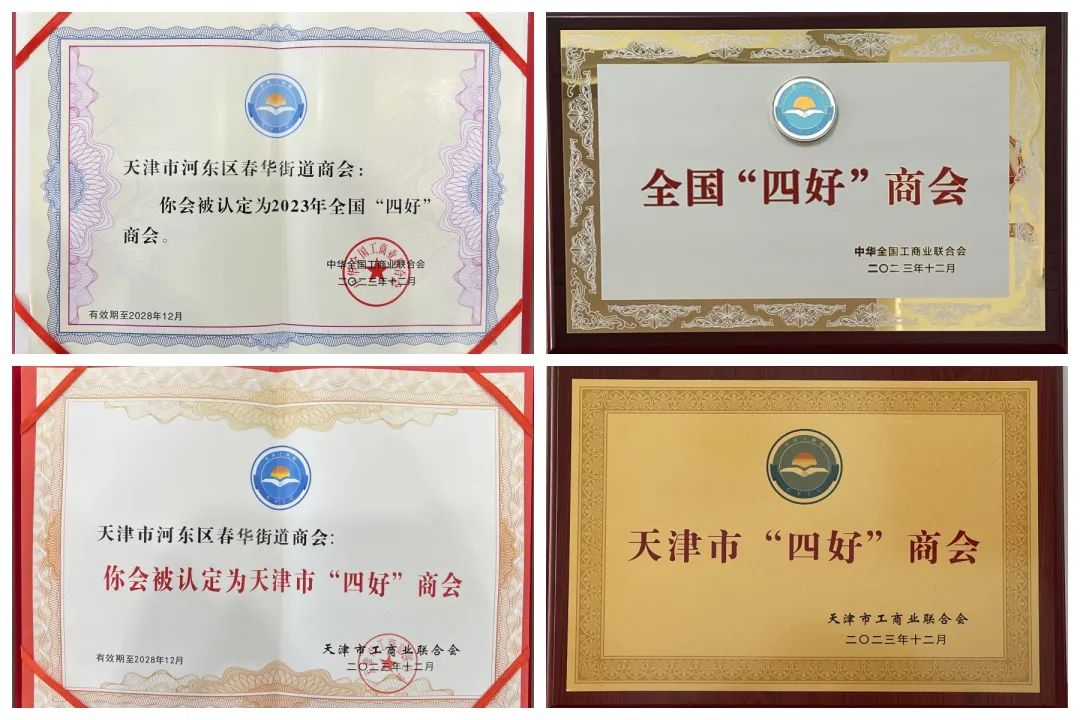 天津市河东区春华街道商会：
你会被认定为2023年全国“四好”
商会。
中华全国工商业联合会
二〇二三年十二月
有效期至2028年12月
全国“四好”商会
中华全国工商业联合会
二〇二三年十二月
天津市河东区春华街道商会：
你会被认定为天津市“四好”商会
天津市工商业联合会
二〇二三年十二月
有效期至2028年12月
天津市“四好”商会
天津市工商业联合会
二〇二三年十二月